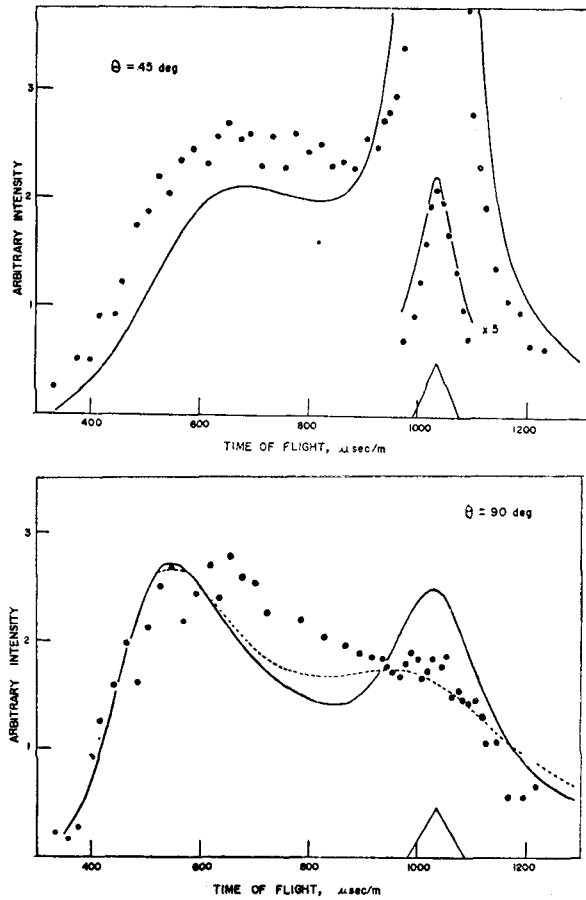 θ = 45 deg
3
2
1
ARBITRARY INTENSITY
x 5
400 600 800 1000 1200
TIME OF FLIGHT, μsec/m
θ = 90 deg
3
2
1
ARBITRARY INTENSITY
400 600 800 1000 1200
TIME OF FLIGHT, μsec/m